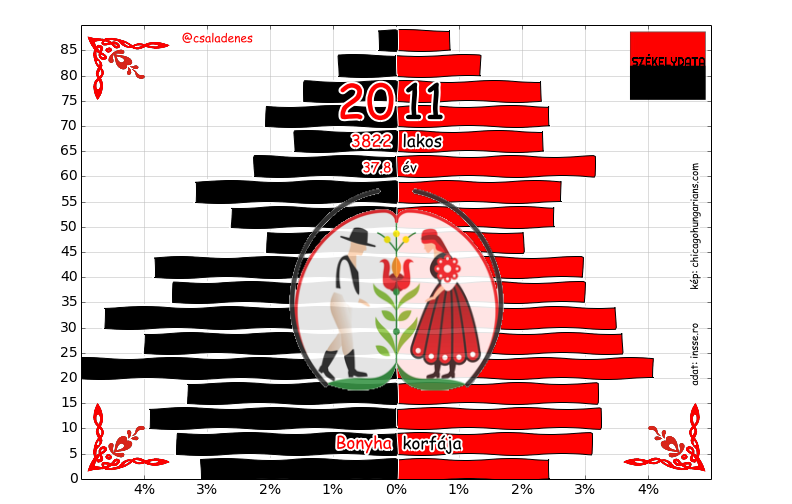 @csaladenes
SZÉKELYDATA
2011
3822 lakos
37.8 év
kép: chicagohungarians.com
adat: insse.ro
Bonyha korfája
85
80
75
70
65
60
55
50
45
40
35
30
25
20
15
10
5
0
4% 3% 2% 1% 0% 1% 2% 3% 4%